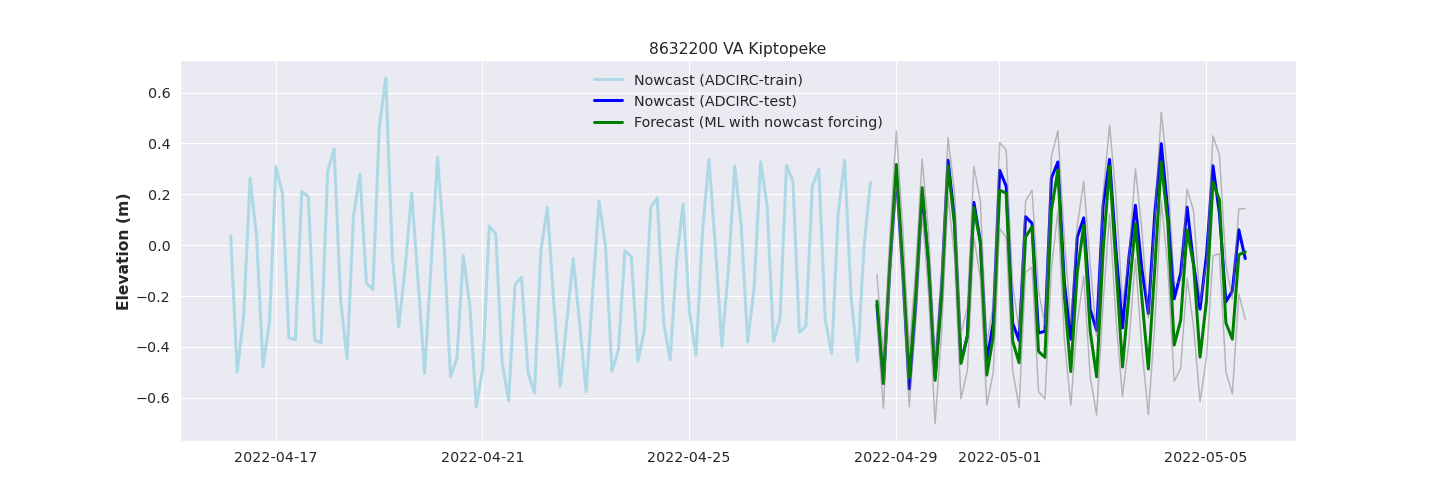 8632200 VA Kiptopeke
Nowcast (ADCIRC-train)
Nowcast (ADCIRC-test)
Forecast (ML with nowcast forcing)
Elevation (m)
0.6
0.4
0.2
0.0
−0.2
−0.4
−0.6
2022-04-17 2022-04-21 2022-04-25 2022-04-29 2022-05-01 2022-05-05